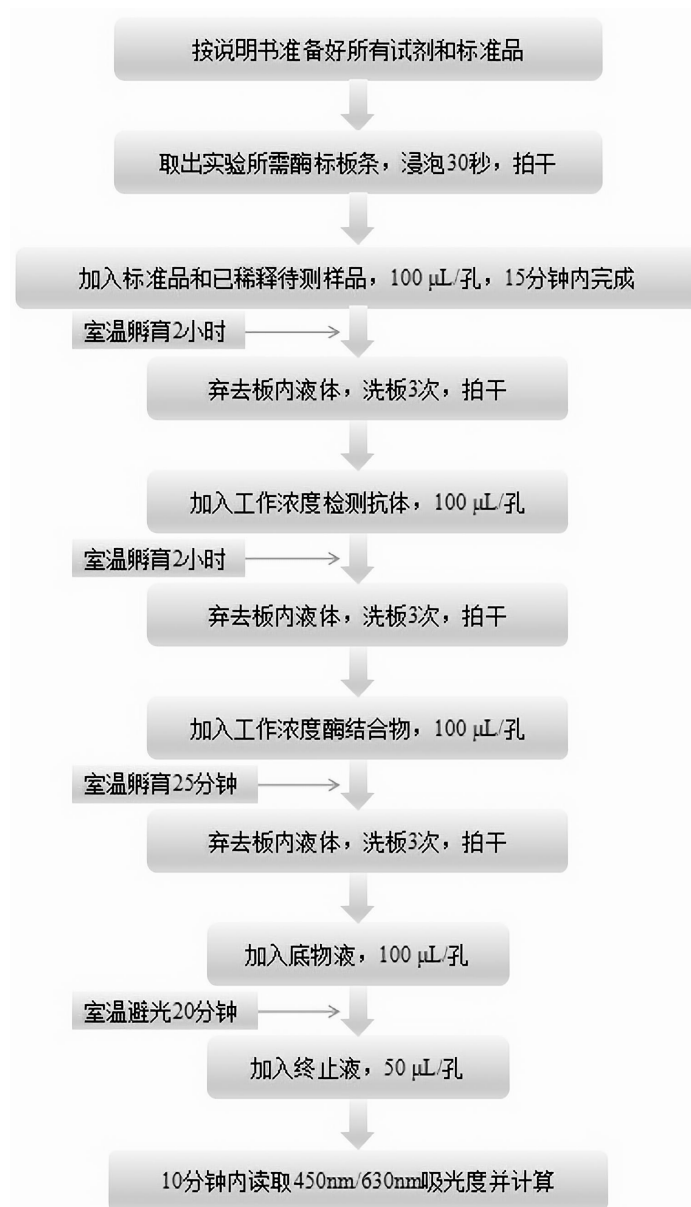 按说明书准备好所有试剂和标准品
取出实验所需酶标板条，浸泡30秒，拍干
加入标准品和已稀释待测样品，100 μL/孔，15分钟内完成
室温孵育2小时
弃去板内液体，洗板3次，拍干
加入工作浓度检测抗体，100 μL/孔
室温孵育2小时
弃去板内液体，洗板3次，拍干
加入工作浓度酶结合物，100 μL/孔
室温孵育25分钟
弃去板内液体，洗板3次，拍干
加入底物液，100 μL/孔
室温避光20分钟
加入终止液，50 μL/孔
10分钟内读取450nm/630nm吸光度并计算